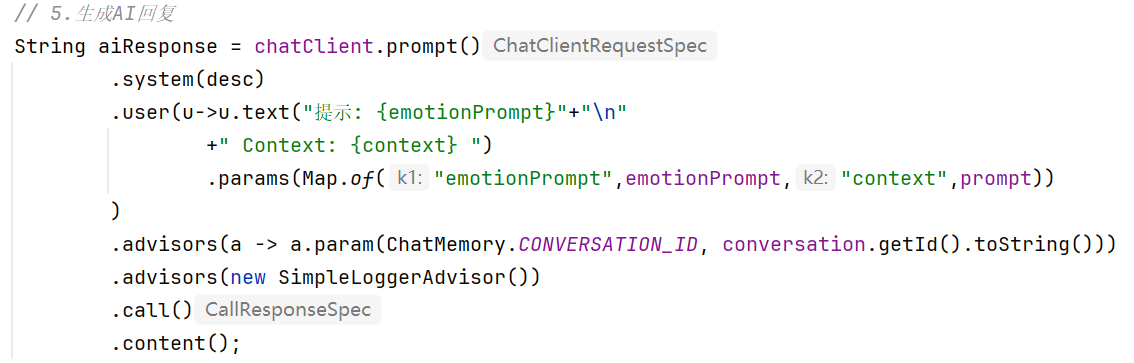 // 5.生成AI回复
String aiResponse = chatClient.prompt() ChatClientRequestSpec
.system(desc)
.user(u->u.text("提示: {emotionPrompt}"+"\n"
+" Context: {context} ")
.params(Map.of( k1: "emotionPrompt",emotionPrompt, k2: "context",prompt))
)
.advisors(a -> a.param(ChatMemory.CONVERSATION_ID, conversation.getId().toString()))
.advisors(new SimpleLoggerAdvisor())
.call() CallResponseSpec
.content();